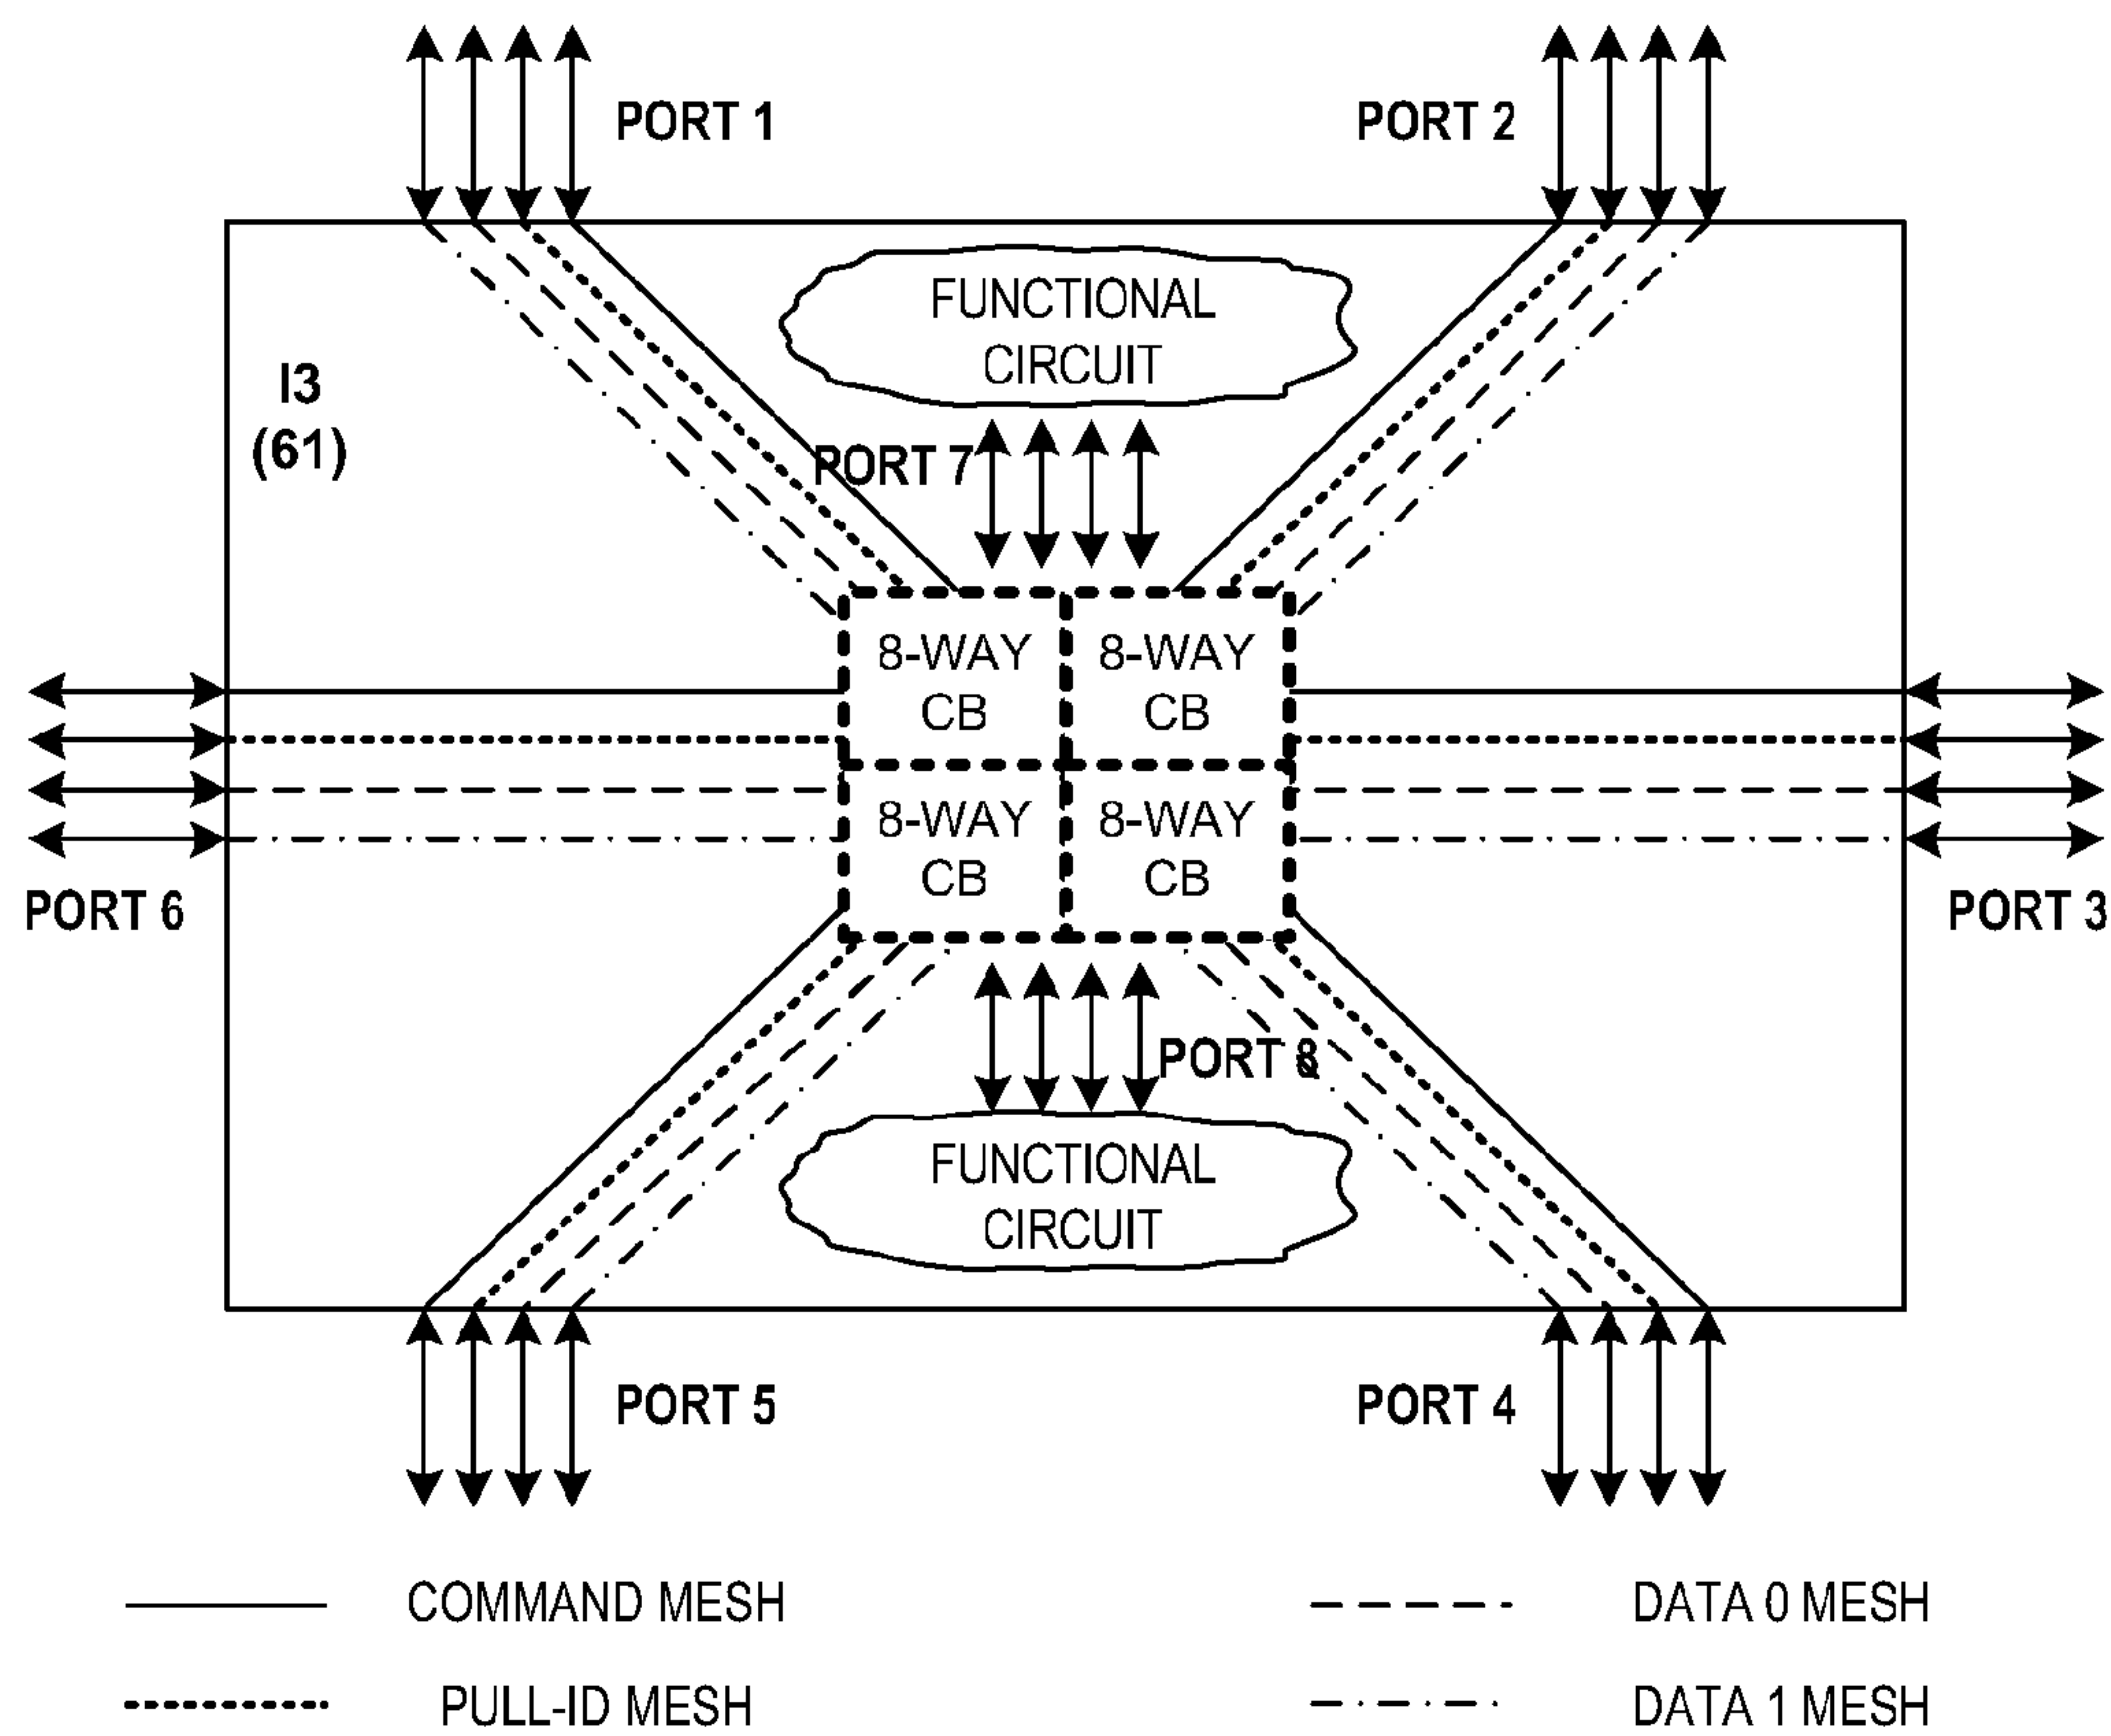 PORT 1
PORT 2
FUNCTIONAL
CIRCUIT
I3
(61)
PORT 7
8-WAY
CB
8-WAY
CB
8-WAY
CB
8-WAY
CB
PORT 6
PORT 3
PORT 8
FUNCTIONAL
CIRCUIT
PORT 5
PORT 4
COMMAND MESH
DATA 0 MESH
PULL-ID MESH
DATA 1 MESH